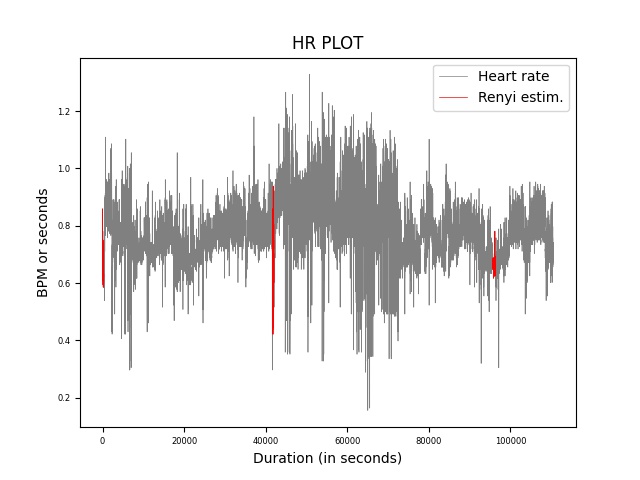 HR PLOT
Heart rate
Renyi estim.
BPM or seconds
1.2
1.0
0.8
0.6
0.4
0.2
0
20000
40000
60000
80000
100000
Duration (in seconds)